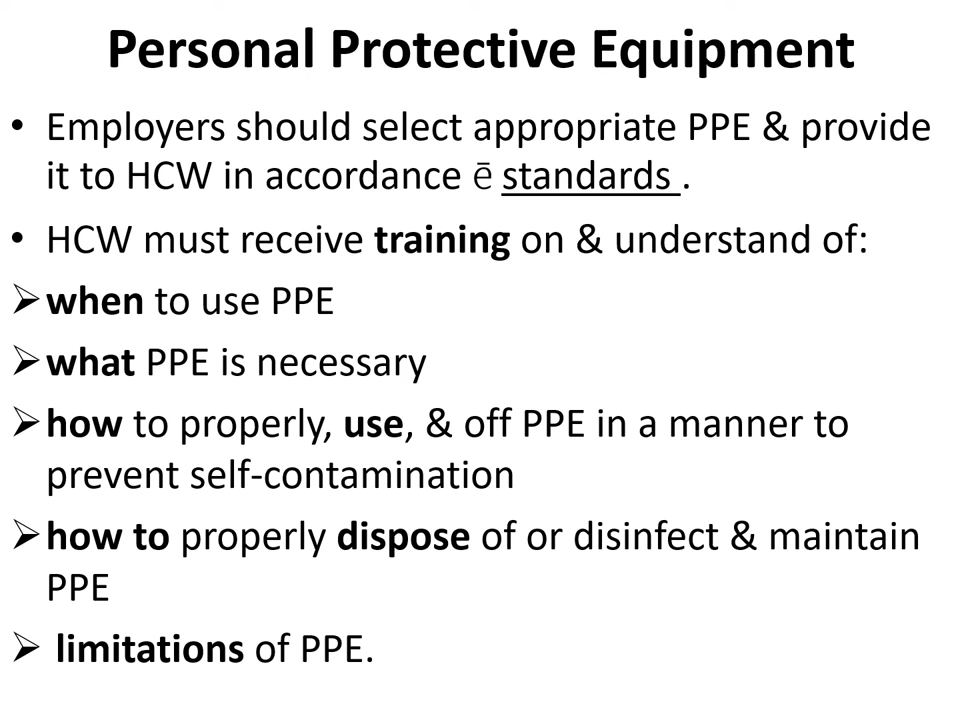 Personal Protective Equipment
• Employers should select appropriate PPE & provide
it to HCW in accordance ē standards .
• HCW must receive training on & understand of:
➢when to use PPE
➢what PPE is necessary
➢how to properly, use, & off PPE in a manner to
prevent self-contamination
➢how to properly dispose of or disinfect & maintain
PPE
➢ limitations of PPE.